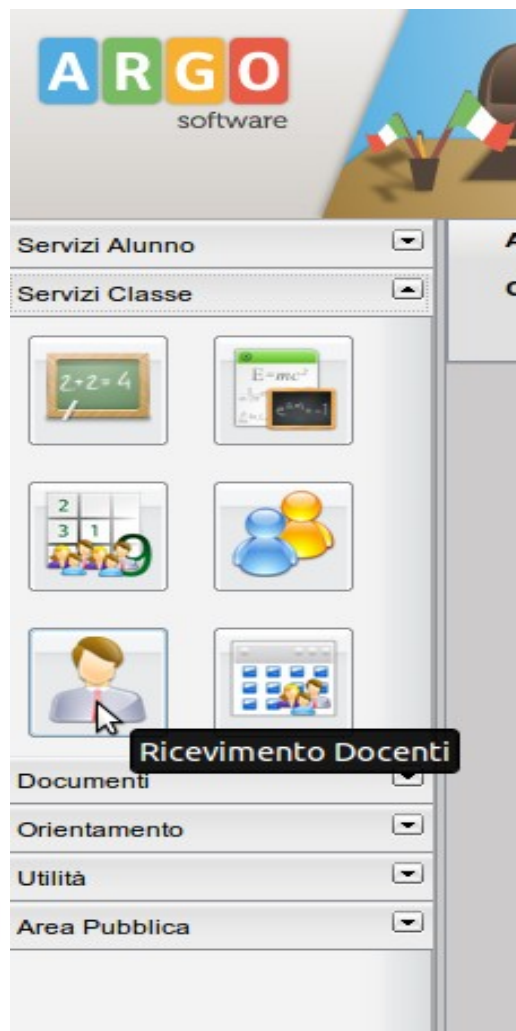 ARGO
software
Servizi Alunno
Servizi Classe
2+2=4
E=mc²
2
3 1
9
Ricevimento Docenti
Documenti
Orientamento
Utilità
Area Pubblica